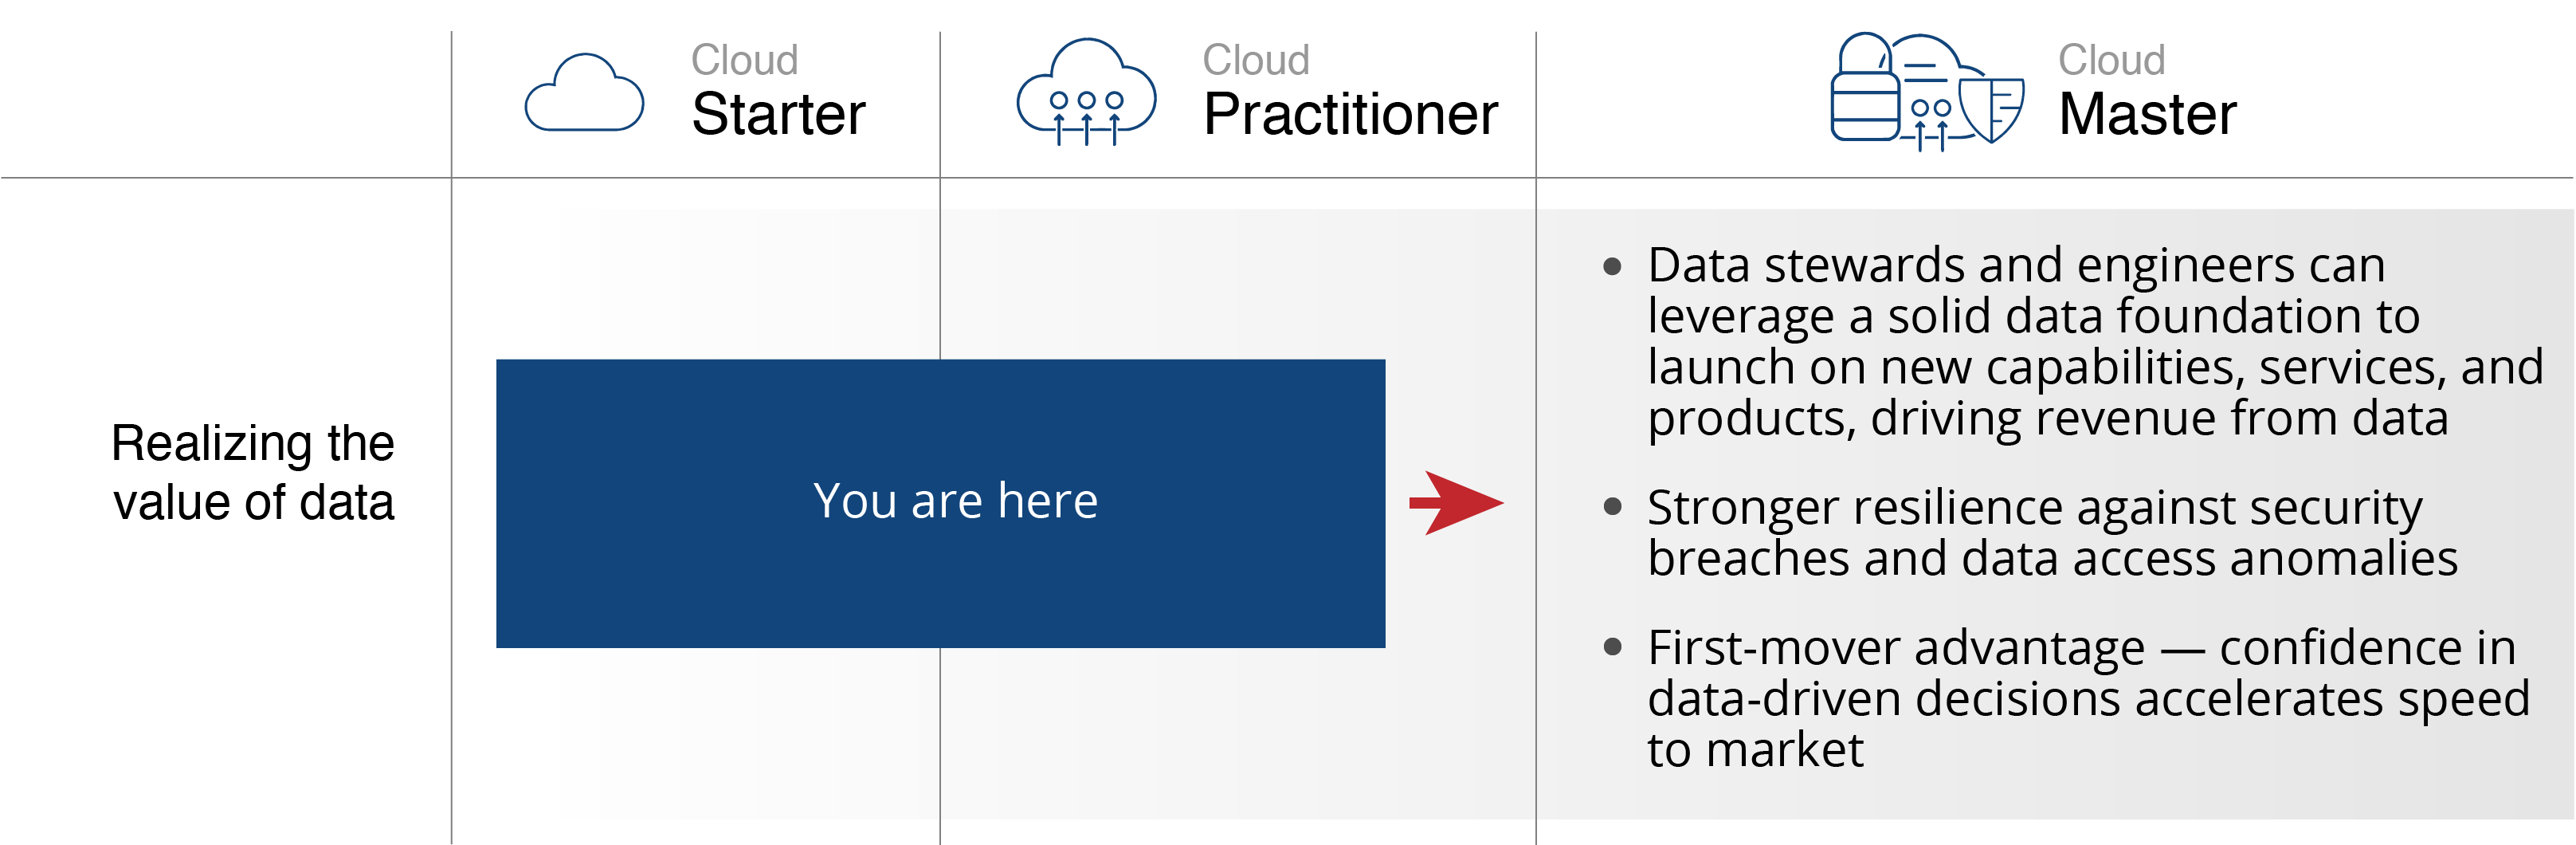 Cloud
Starter
Cloud
Practitioner
Cloud
Master
Realizing the
value of data
You are here
• Data stewards and engineers can
leverage a solid data foundation to
launch on new capabilities, services, and
products, driving revenue from data
• Stronger resilience against security
breaches and data access anomalies
• First-mover advantage — confidence in
data-driven decisions accelerates speed
to market